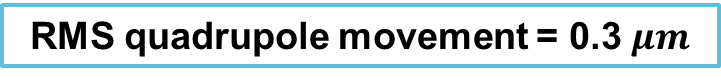 RMS quadrupole movement = 0.3 μm